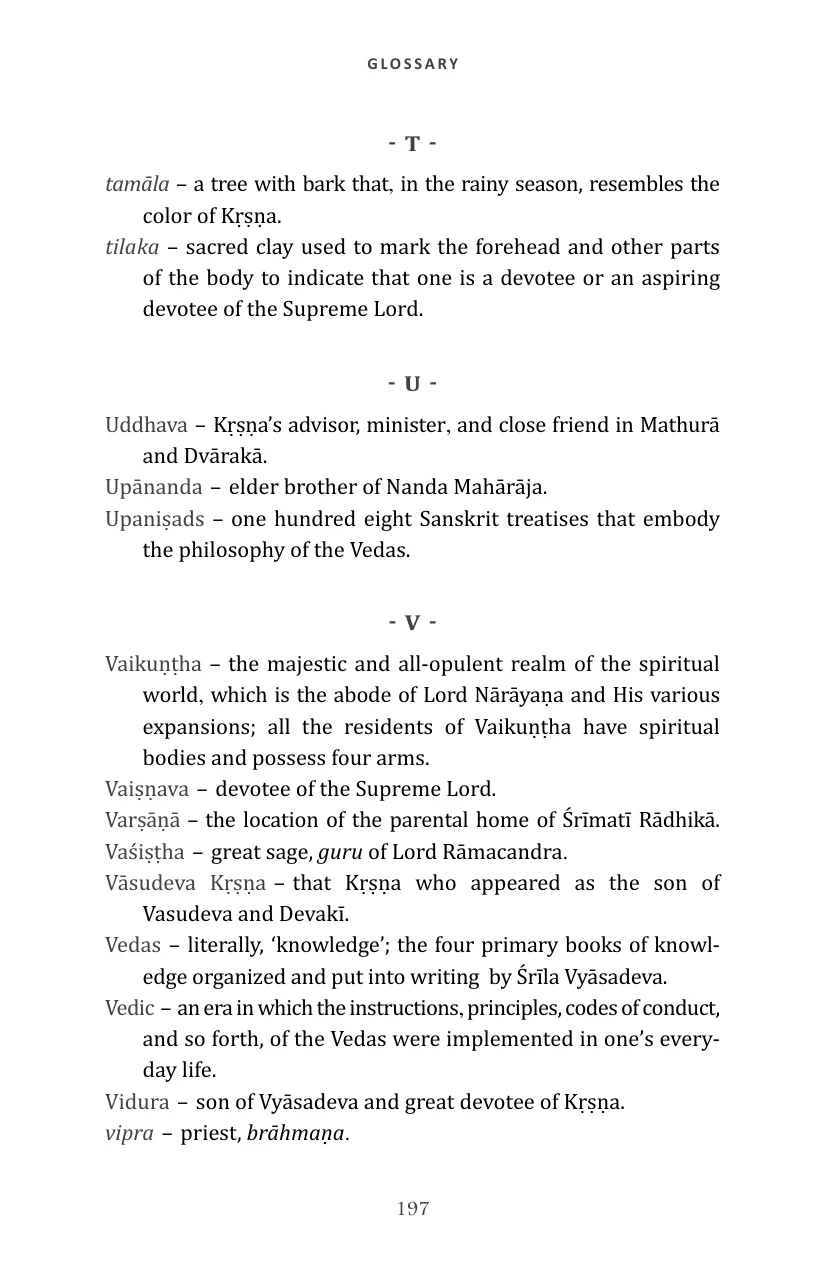 GLOSSARY
- T -
tamāla – a tree with bark that, in the rainy season, resembles the
color of Kṛṣṇa.
tilaka – sacred clay used to mark the forehead and other parts
of the body to indicate that one is a devotee or an aspiring
devotee of the Supreme Lord.
- U -
Uddhava – Kṛṣṇa’s advisor, minister, and close friend in Mathurā
and Dvārakā.
Upānanda – elder brother of Nanda Mahārāja.
Upaniṣads – one hundred eight Sanskrit treatises that embody
the philosophy of the Vedas.
- V -
Vaikuṇṭha – the majestic and all-opulent realm of the spiritual
world, which is the abode of Lord Nārāyaṇa and His various
expansions; all the residents of Vaikuṇṭha have spiritual
bodies and possess four arms.
Vaiṣṇava – devotee of the Supreme Lord.
Varṣāṇā – the location of the parental home of Śrīmatī Rādhikā.
Vaśiṣṭha – great sage, guru of Lord Rāmacandra.
Vāsudeva Kṛṣṇa – that Kṛṣṇa who appeared as the son of
Vasudeva and Devakī.
Vedas – literally, ‘knowledge’; the four primary books of knowl-
edge organized and put into writing by Śrīla Vyāsadeva.
Vedic – an era in which the instructions, principles, codes of conduct,
and so forth, of the Vedas were implemented in one’s every-
day life.
Vidura – son of Vyāsadeva and great devotee of Kṛṣṇa.
vipra – priest, brāhmaṇa.
197